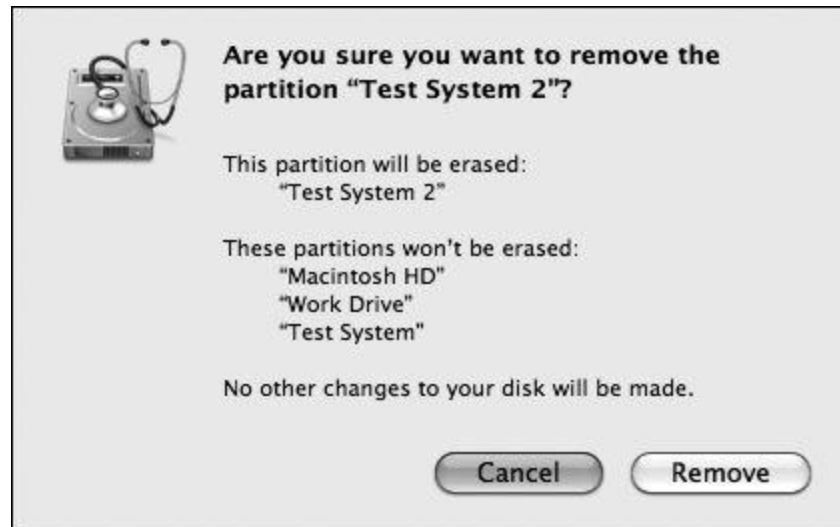 Are you sure you want to remove the
partition “Test System 2”?
This partition will be erased:
“Test System 2”
These partitions won’t be erased:
“Macintosh HD”
“Work Drive”
“Test System”
No other changes to your disk will be made.
Cancel Remove